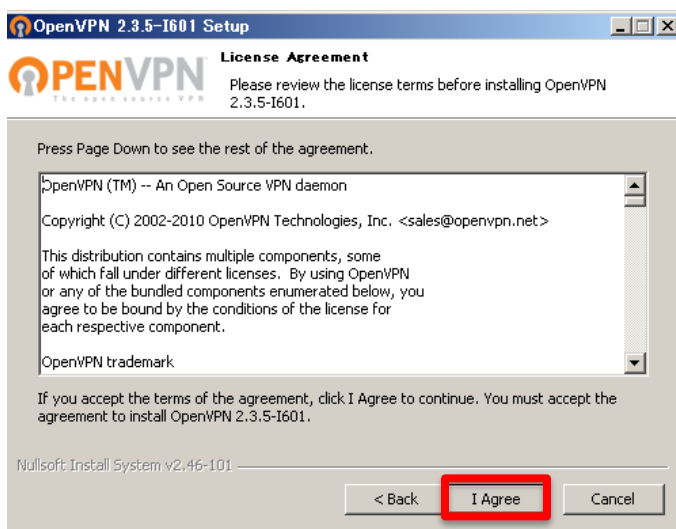 OpenVPN 2.3.5-I601 Setup
License Agreement
OPENVPN
The open source VPN
Please review the license terms before installing OpenVPN
2.3.5-I601.
Press Page Down to see the rest of the agreement.
OpenVPN (TM) -- An Open Source VPN daemon
Copyright (C) 2002-2010 OpenVPN Technologies, Inc. <sales@openvpn.net>
This distribution contains multiple components, some
of which fall under different licenses.  By using OpenVPN
or any of the bundled components enumerated below, you
agree to be bound by the conditions of the license for
each respective component.
OpenVPN trademark
If you accept the terms of the agreement, click I Agree to continue. You must accept the
agreement to install OpenVPN 2.3.5-I601.
Nullsoft Install System v2.46-101
< Back I Agree Cancel